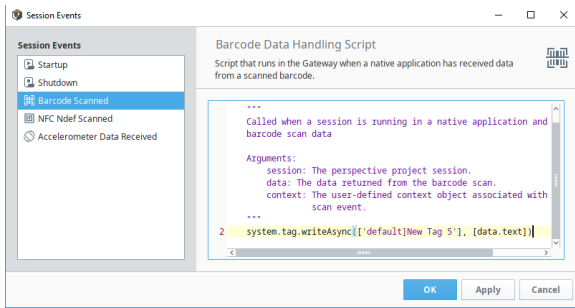 Session Events
Session Events
Startup
Shutdown
Barcode Scanned
NFC Ndef Scanned
Accelerometer Data Received
Barcode Data Handling Script
Script that runs in the Gateway when a native application has received data
from a scanned barcode.
"""
Called when a session is running in a native application and
barcode scan data
Arguments:
session: The perspective project session.
data: The data returned from the barcode scan.
context: The user-defined context object associated with
scan event.
"""
2 system.tag.writeAsync(['default]New Tag 5'], [data.text])
OK Apply Cancel